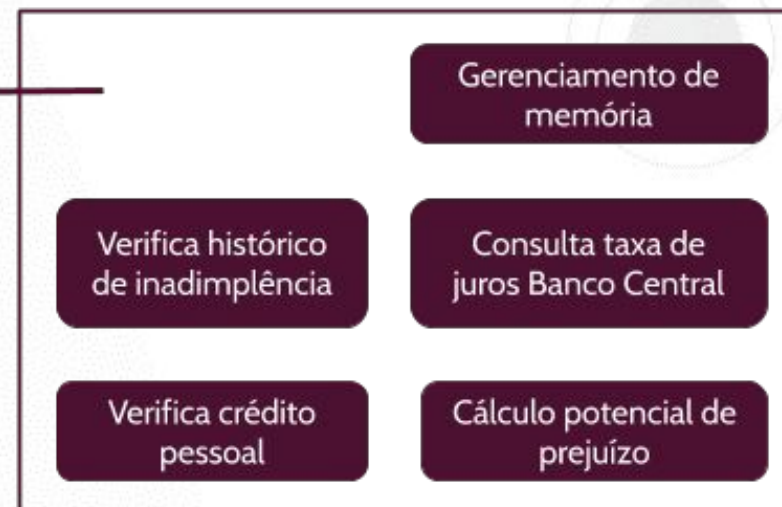 Gerenciamento de
memória
Verifica histórico
de inadimplência
Consulta taxa de
juros Banco Central
Verifica crédito
pessoal
Cálculo potencial de
prejuízo